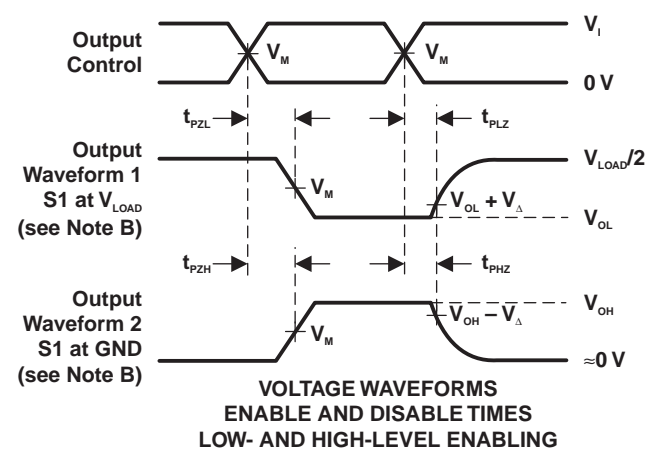 Output
Control
V_M
V_M
V_I
0 V
t_PZL
t_PLZ
Output
Waveform 1
S1 at V_LOAD
(see Note B)
V_M
V_OL + V_Δ
V_LOAD/2
V_OL
t_PZH
t_PHZ
Output
Waveform 2
S1 at GND
(see Note B)
V_M
V_OH – V_Δ
V_OH
≈0 V
VOLTAGE WAVEFORMS
ENABLE AND DISABLE TIMES
LOW- AND HIGH-LEVEL ENABLING